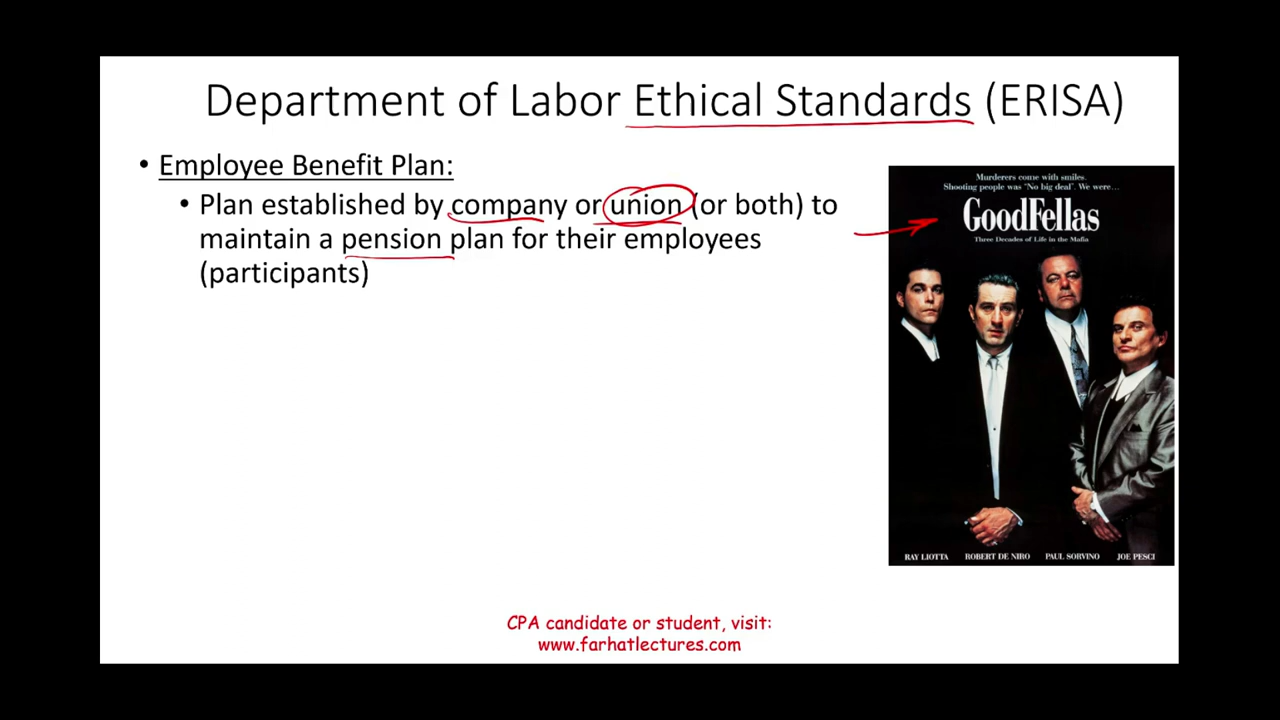 Department of Labor Ethical Standards (ERISA)
• Employee Benefit Plan:
• Plan established by company or union (or both) to
maintain a pension plan for their employees
(participants)
Murderers come with smiles.
Shooting people was "No big deal". We were...
GoodFellas
Three Decades of Life in the Mafia
RAY LIOTTA ROBERT DE NIRO PAUL SORVINO JOE PESCI
CPA candidate or student, visit:
www.farhatlectures.com